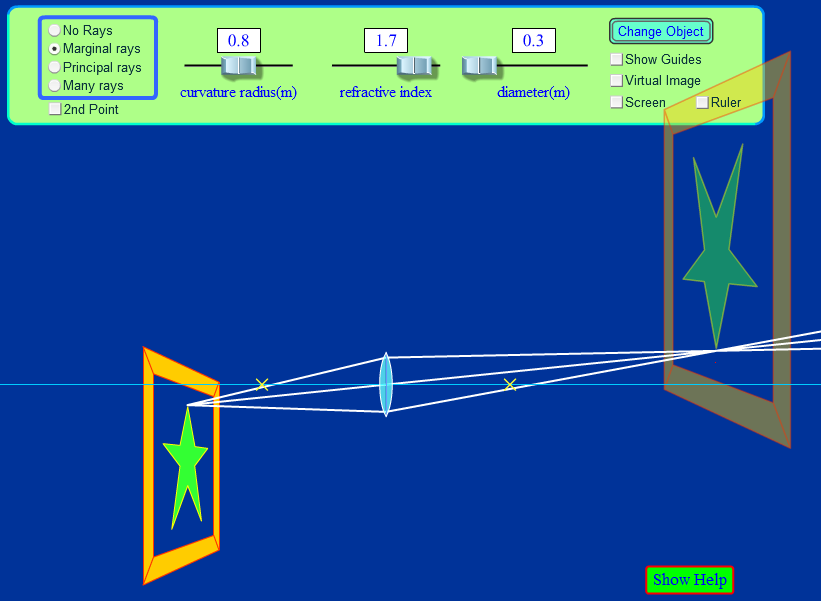 No Rays
Marginal rays
Principal rays
Many rays
2nd Point
0.8
curvature radius(m)
1.7
refractive index
0.3
diameter(m)
Change Object
Show Guides
Virtual Image
Screen
Ruler
Show Help